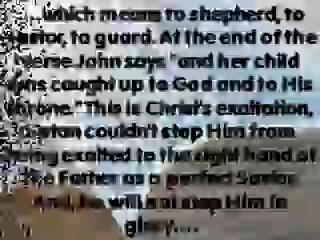 which means to shepherd, to
pastor, to guard. At the end of the
verse John says "and her child
was caught up to God and to His
throne." This is Christ's exaltation,
Satan couldn't stop Him from
being exalted to the right hand of
the Father as a perfect Savior.
And, he will not stop Him in
glory....